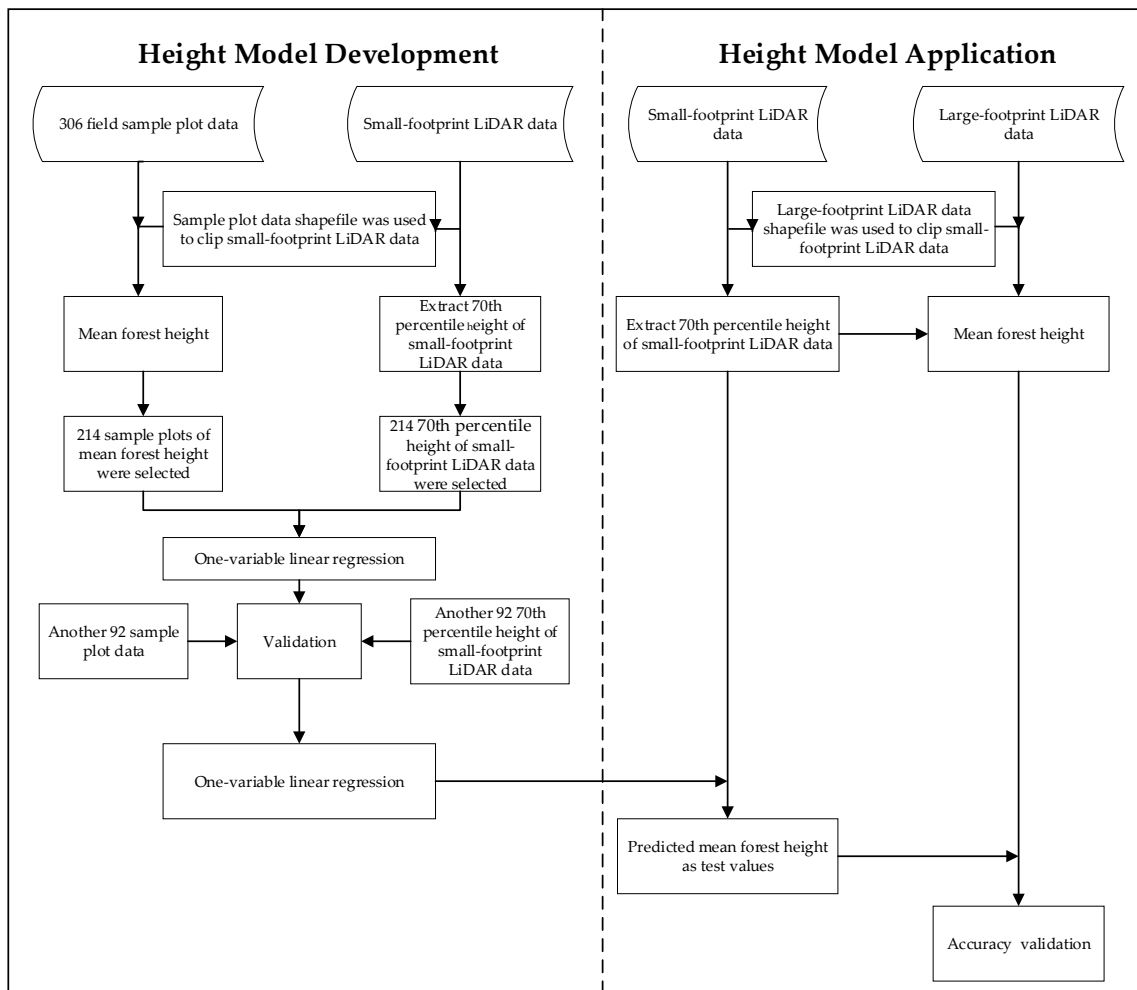 Height Model Development
306 field sample plot data
Small-footprint LiDAR data
Sample plot data shapefile was used
to clip small-footprint LiDAR data
Mean forest height
Extract 70th
percentile height of
small-footprint
LiDAR data
214 sample plots of
mean forest height
were selected
214 70th percentile
height of small-
footprint LiDAR data
were selected
One-variable linear regression
Another 92 sample
plot data
Validation
Another 92 70th
percentile height of
small-footprint
LiDAR data
One-variable linear regression
Height Model Application
Small-footprint LiDAR
data
Large-footprint LiDAR
data
Large-footprint LiDAR data
shapefile was used to clip small-
footprint LiDAR data
Extract 70th percentile height
of small-footprint LiDAR data
Mean forest height
Predicted mean forest height
as test values
Accuracy validation